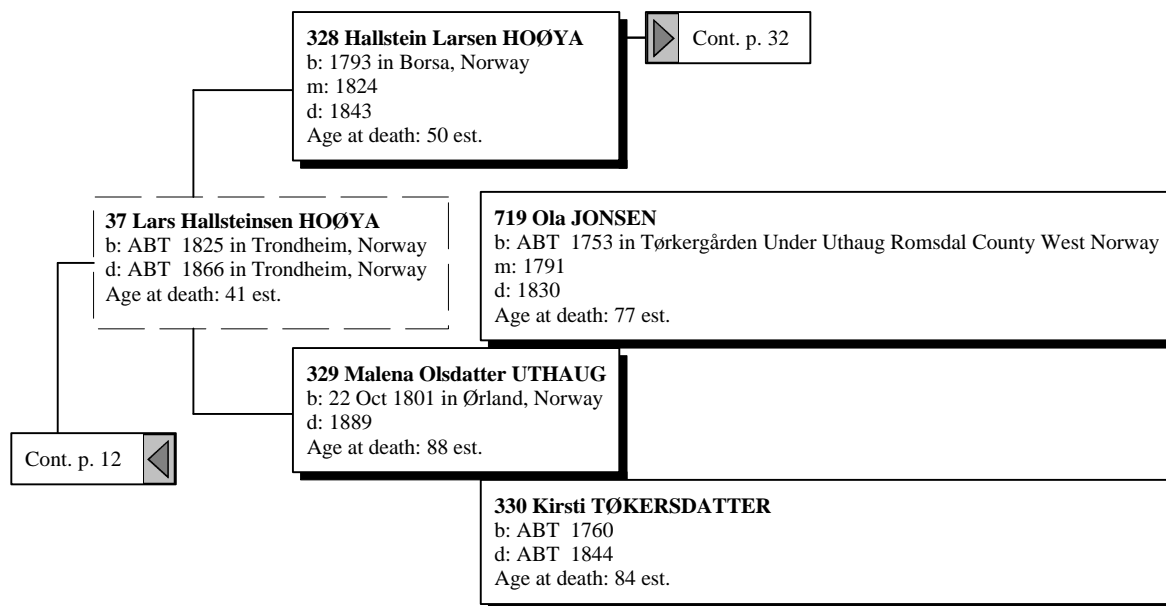 328 Hallstein Larsen HOØYA
b: 1793 in Borsa, Norway
m: 1824
d: 1843
Age at death: 50 est.
Cont. p. 32
37 Lars Hallsteinsen HOØYA
b: ABT  1825 in Trondheim, Norway
d: ABT  1866 in Trondheim, Norway
Age at death: 41 est.
719 Ola JONSEN
b: ABT  1753 in Tørkergården Under Uthaug Romsdal County West Norway
m: 1791
d: 1830
Age at death: 77 est.
329 Malena Olsdatter UTHAUG
b: 22 Oct 1801 in Ørland, Norway
d: 1889
Age at death: 88 est.
Cont. p. 12
330 Kirsti TØKERSDATTER
b: ABT  1760
d: ABT  1844
Age at death: 84 est.